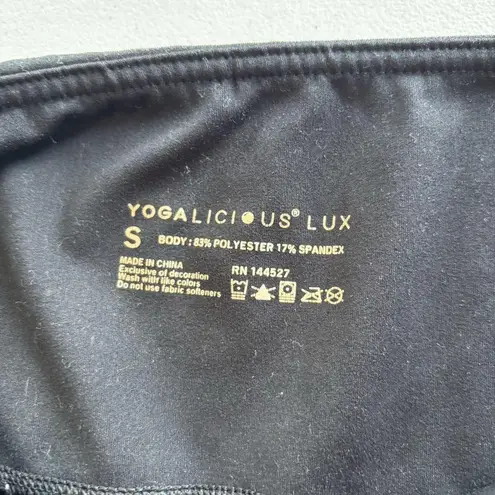 YOGALICIOUS® LUX
S BODY : 83% POLYESTER 17% SPANDEX
MADE IN CHINA
Exclusive of decoration
Wash with like colors
Do not use fabric softeners
RN 144527